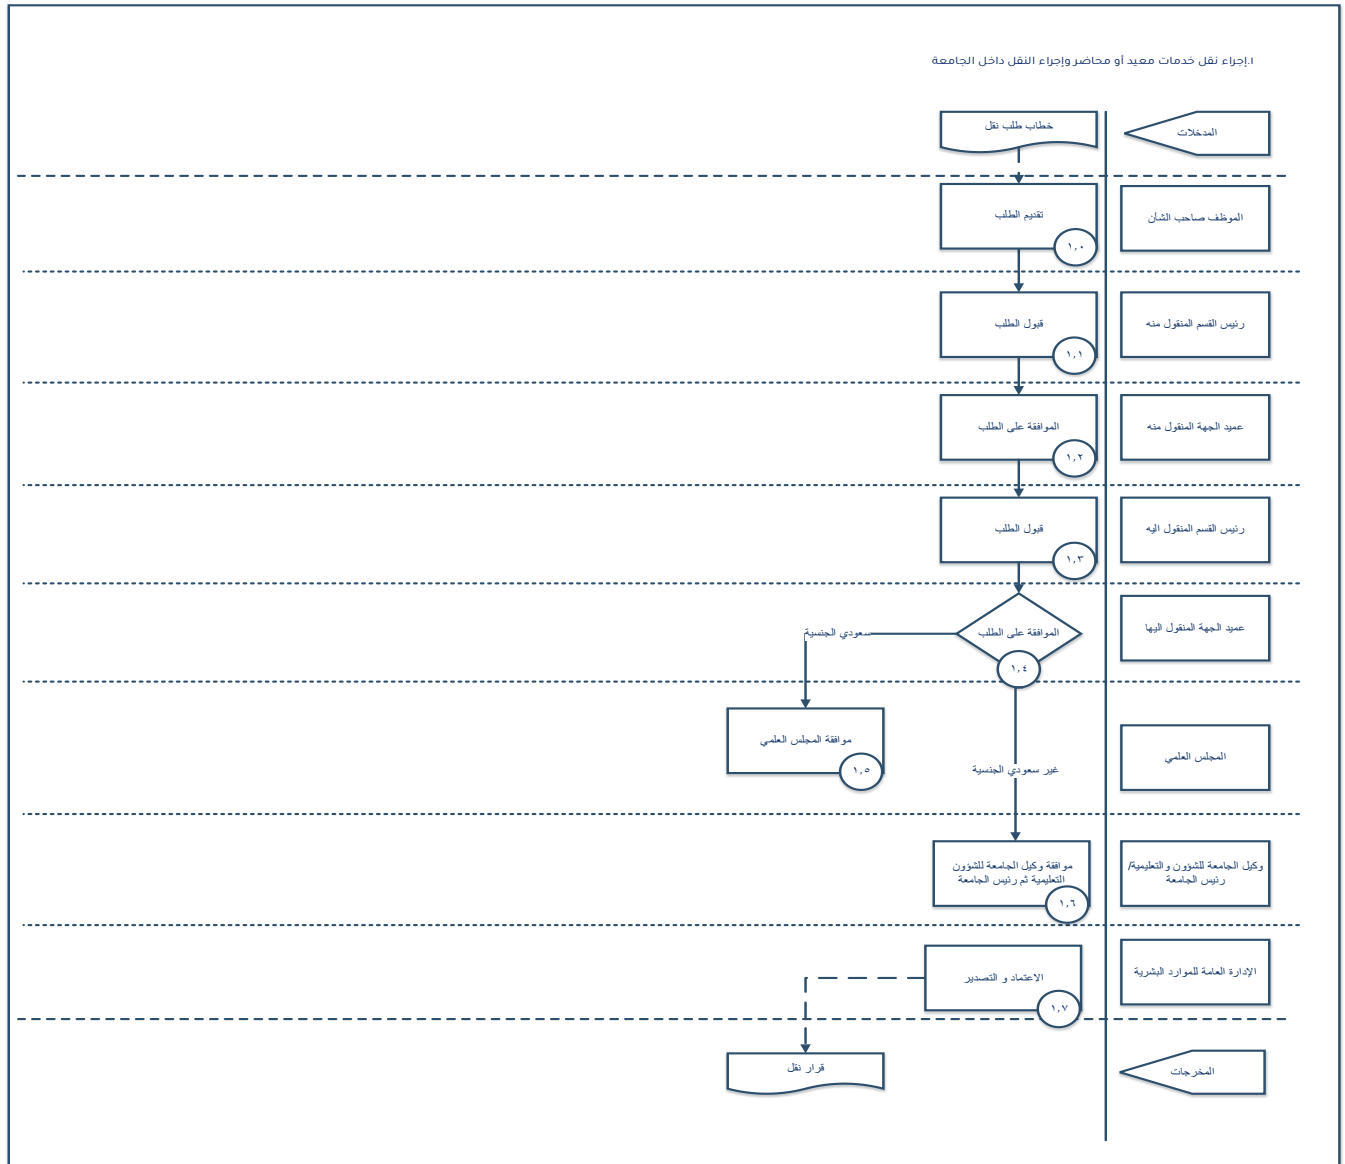 ١.إجراء نقل خدمات معيد أو محاضر وإجراء النقل داخل الجامعة
المدخلات
خطاب طلب نقل
الموظف صاحب الشأن
تقديم الطلب
١,٠
رئيس القسم المنقول منه
قبول الطلب
١,١
عميد الجهة المنقول منه
الموافقة على الطلب
١,٢
رئيس القسم المنقول اليه
قبول الطلب
١,٣
عميد الجهة المنقول اليها
الموافقة على الطلب
١,٤
سعودي الجنسية
المجلس العلمي
غير سعودي الجنسية
موافقة المجلس العلمي
١,٥
وكيل الجامعة للشؤون والتعليمية/
رئيس الجامعة
موافقة وكيل الجامعة للشؤون
التعليمية ثم رئيس الجامعة
١,٦
الإدارة العامة للموارد البشرية
الاعتماد و التصدير
١,٧
المخرجات
قرار نقل